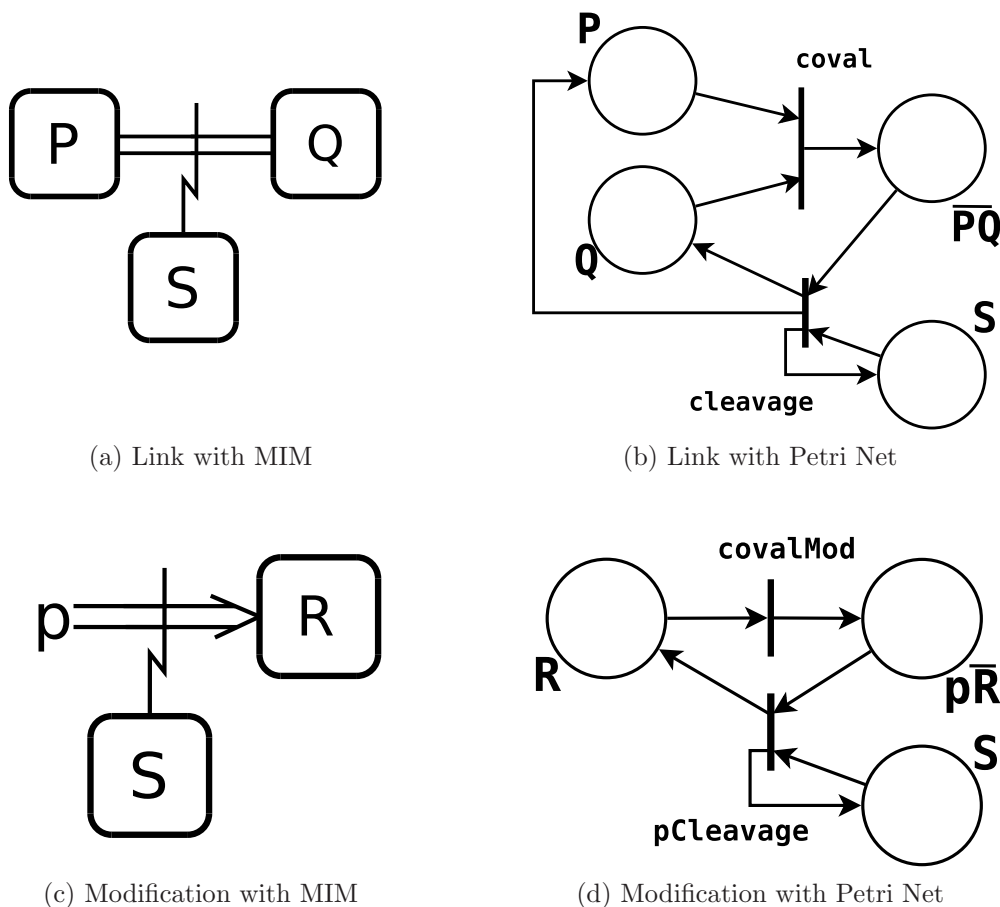 P
Q
S
(a) Link with MIM
P
coval
P̅Q̅
Q
S
cleavage
(b) Link with Petri Net
p
R
S
(c) Modification with MIM
covalMod
R
pR̅
S
pCleavage
(d) Modification with Petri Net